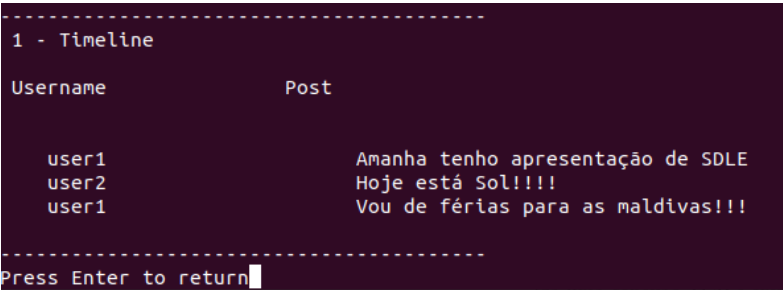 -----------------------------------------
1 - Timeline
Username Post
user1 Amanha tenho apresentação de SDLE
user2 Hoje está Sol!!!!
user1 Vou de férias para as maldivas!!!
-----------------------------------------
Press Enter to return